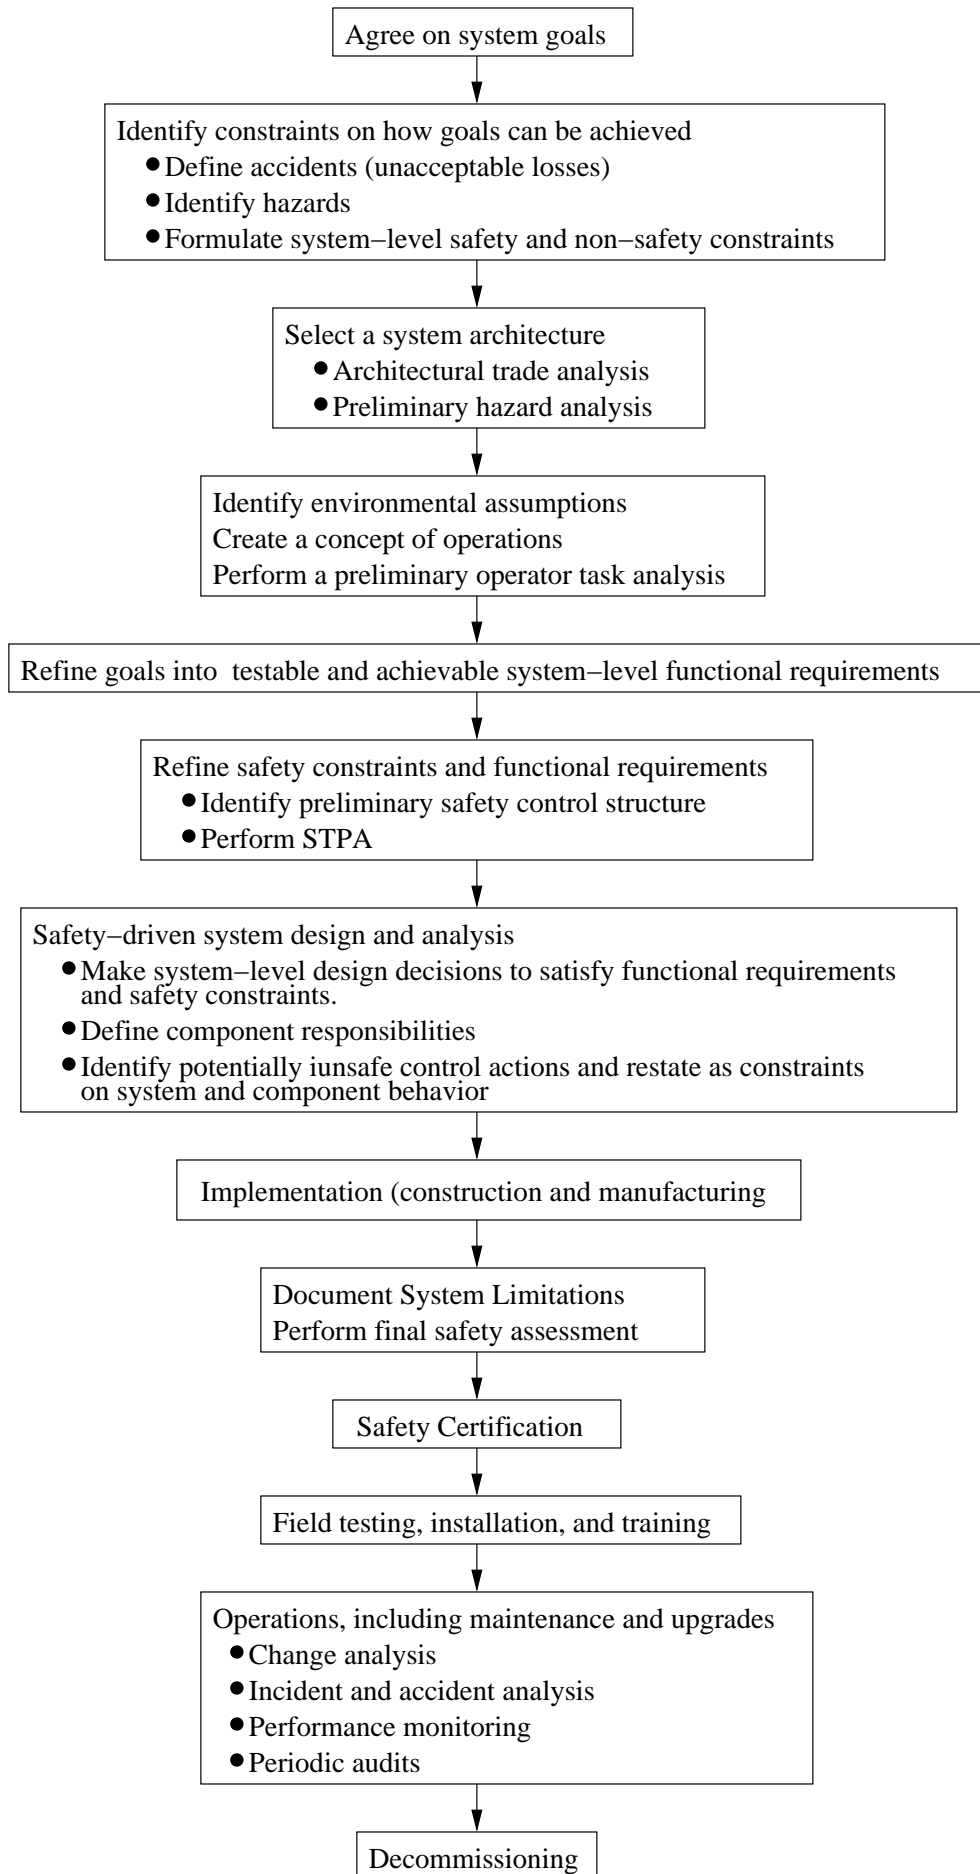 Agree on system goals
Identify constraints on how goals can be achieved
● Define accidents (unacceptable losses)
● Identify hazards
● Formulate system−level safety and non−safety constraints
Select a system architecture
● Architectural trade analysis
● Preliminary hazard analysis
Identify environmental assumptions
Create a concept of operations
Perform a preliminary operator task analysis
Refine goals into testable and achievable system−level functional requirements
Refine safety constraints and functional requirements
● Identify preliminary safety control structure
● Perform STPA
Safety−driven system design and analysis
● Make system−level design decisions to satisfy functional requirements
and safety constraints.
● Define component responsibilities
● Identify potentially iunsafe control actions and restate as constraints
on system and component behavior
Implementation (construction and manufacturing
Document System Limitations
Perform final safety assessment
Safety Certification
Field testing, installation, and training
Operations, including maintenance and upgrades
● Change analysis
● Incident and accident analysis
● Performance monitoring
● Periodic audits
Decommissioning